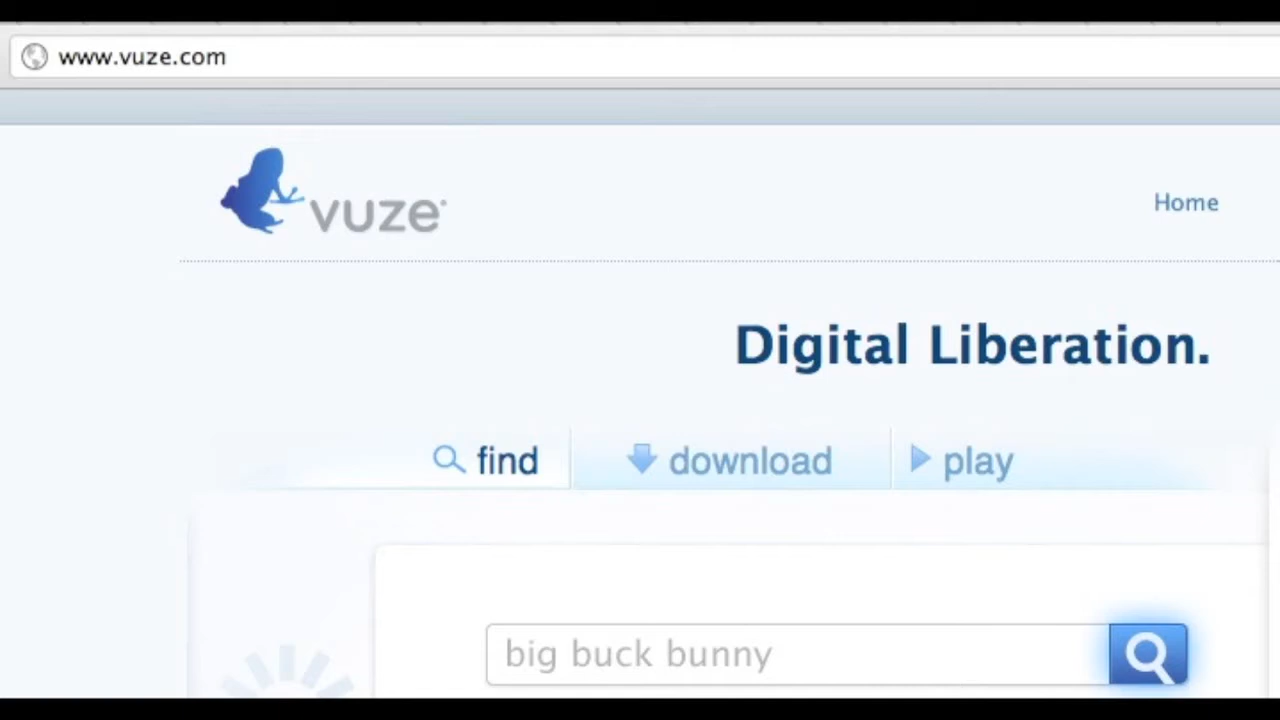 www.vuze.com
vuze
Home
Digital Liberation.
find download play
big buck bunny